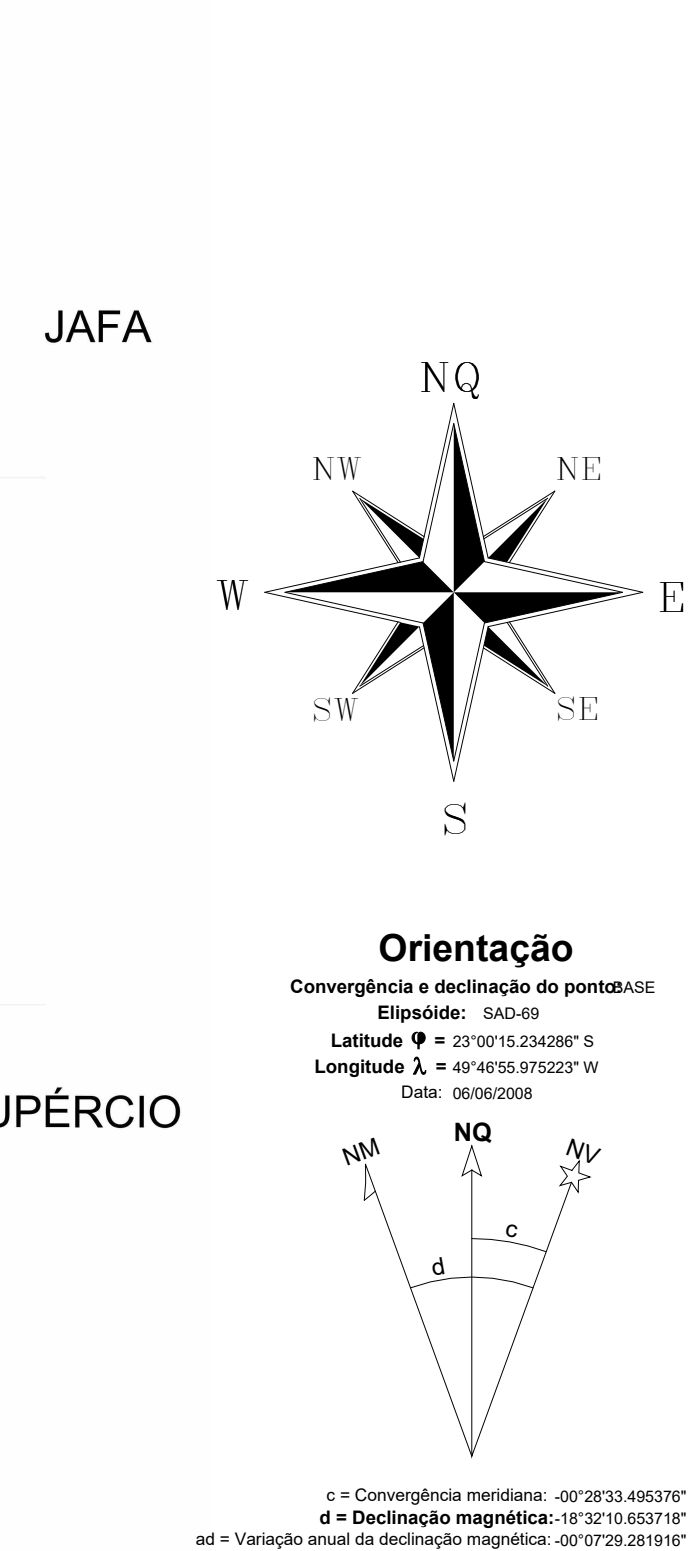 JAFA
NQ
NW NE
W E
SW SE
S
Orientação
Convergência e declinação do ponto: BASE
Elipsóide: SAD-69
Latitude φ = 23°00'15.234286" S
Longitude λ = 49°46'55.975223" W
Data: 06/06/2008
UPÉRCIO
NM NQ NV
c
d
c = Convergência meridiana: -00°28'33.495376"
d = Declinação magnética:-18°32'10.653718"
ad = Variação anual da declinação magnética: -00°07'29.281916"